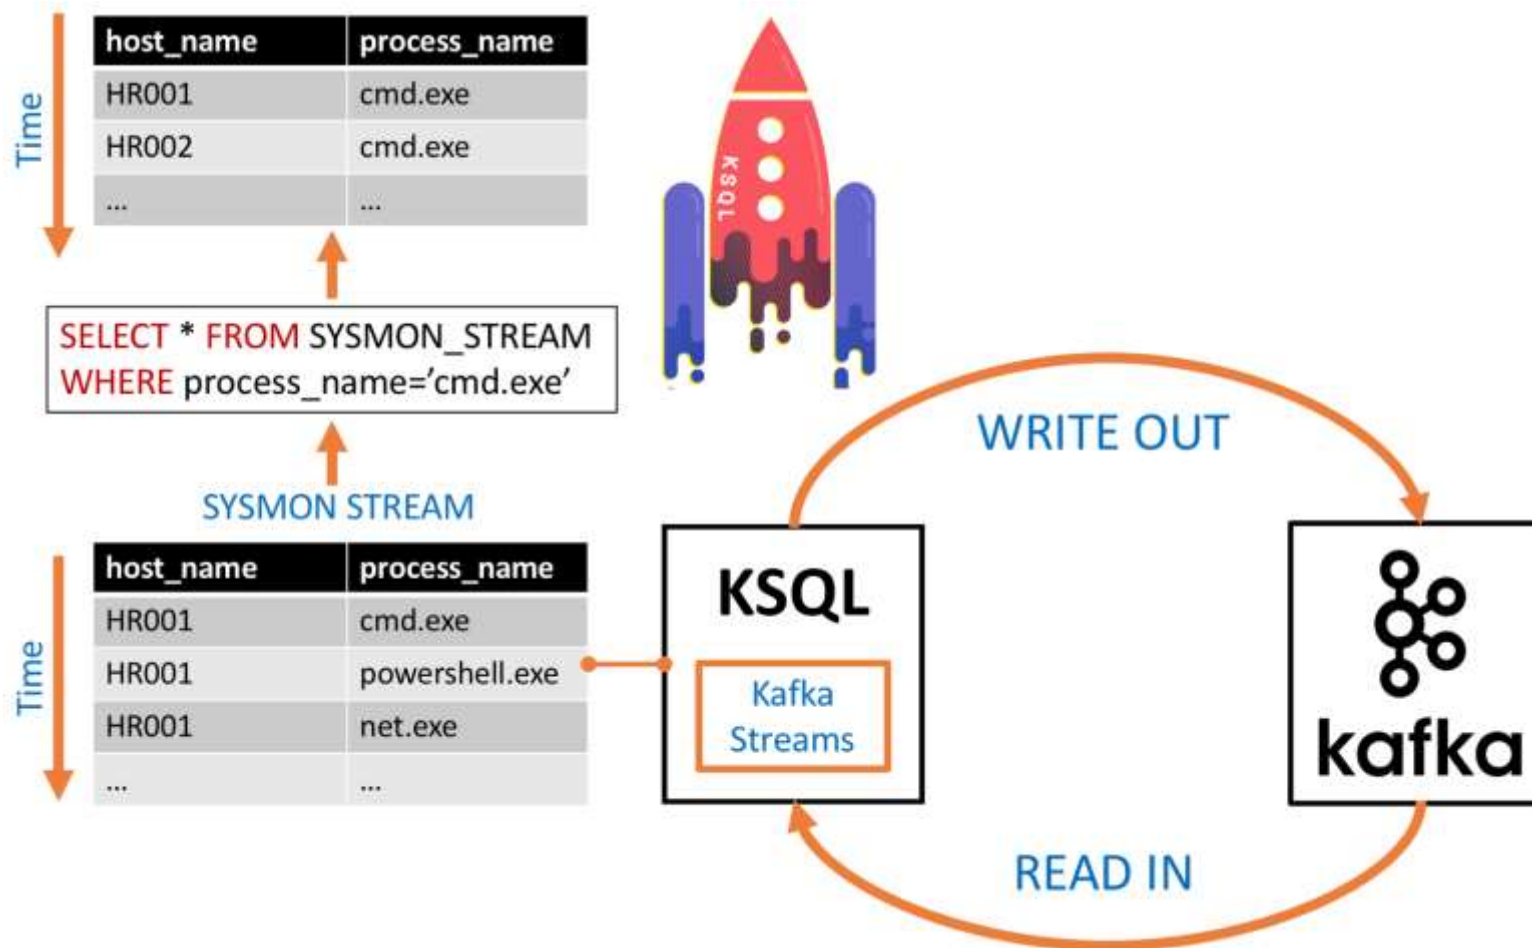 Time
host_name process_name
HR001 cmd.exe
HR002 cmd.exe
... ...
KSQL
SELECT * FROM SYSMON_STREAM
WHERE process_name=’cmd.exe’
SYSMON STREAM
Time
host_name process_name
HR001 cmd.exe
HR001 powershell.exe
HR001 net.exe
... ...
WRITE OUT
KSQL
Kafka
Streams
kafka
READ IN